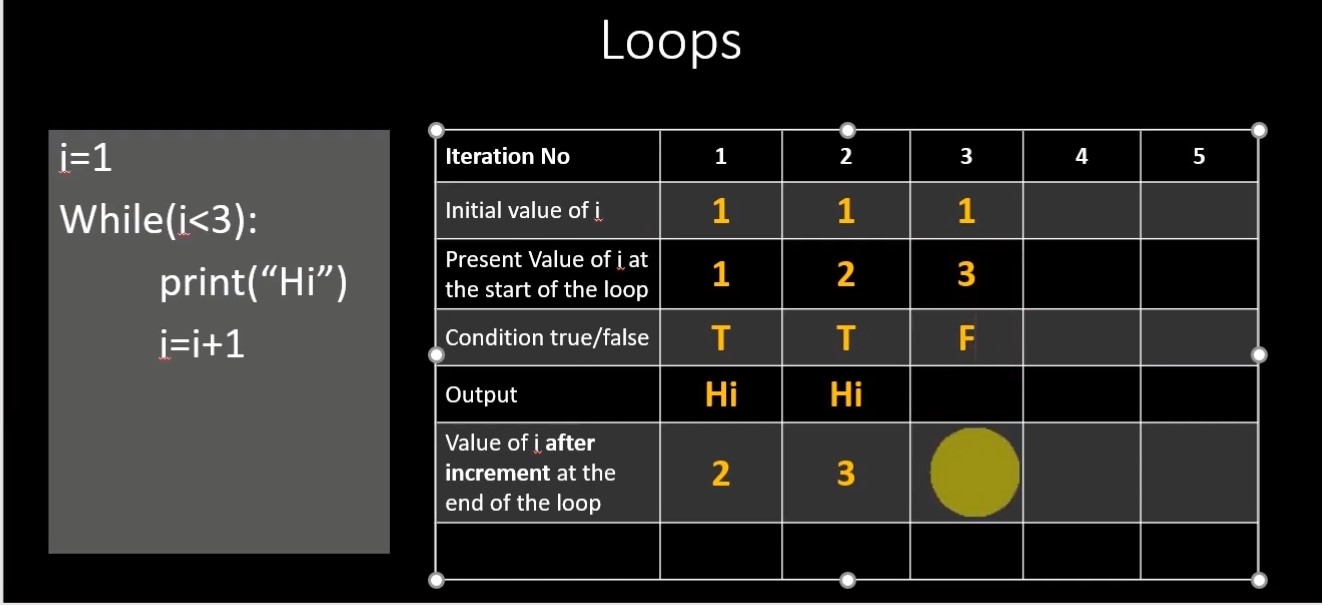 Loops
i=1
While(i<3):
print(“Hi”)
i=i+1
Iteration No 1 2 3 4 5
Initial value of i 1 1 1
Present Value of i at
the start of the loop 1 2 3
Condition true/false T T F
Output Hi Hi
Value of i after
increment at the 2 3
end of the loop